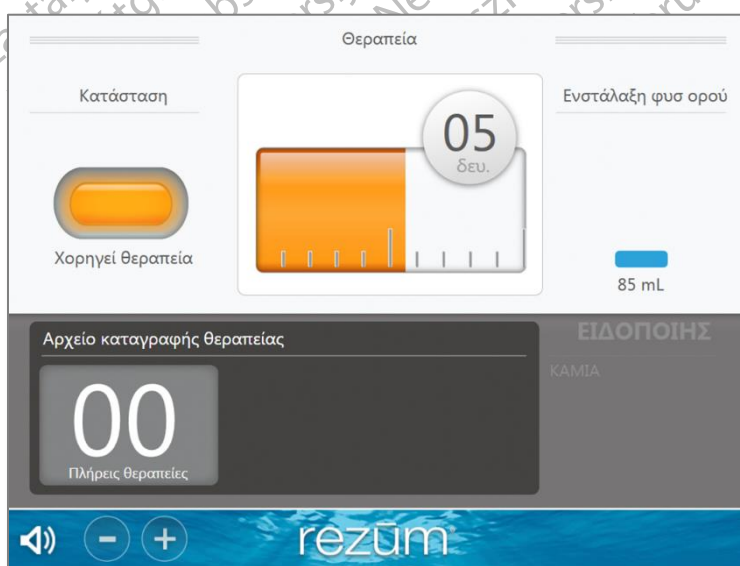 Θεραπεία
Κατάσταση
Ενστάλαξη φυσ ορού
05
δευ.
Χορηγεί θεραπεία
85 mL
Αρχείο καταγραφής θεραπείας
ΕΙΔΟΠΟΙΗΣ
ΚΑΜΙΑ
00
Πλήρεις θεραπείες
rezūm